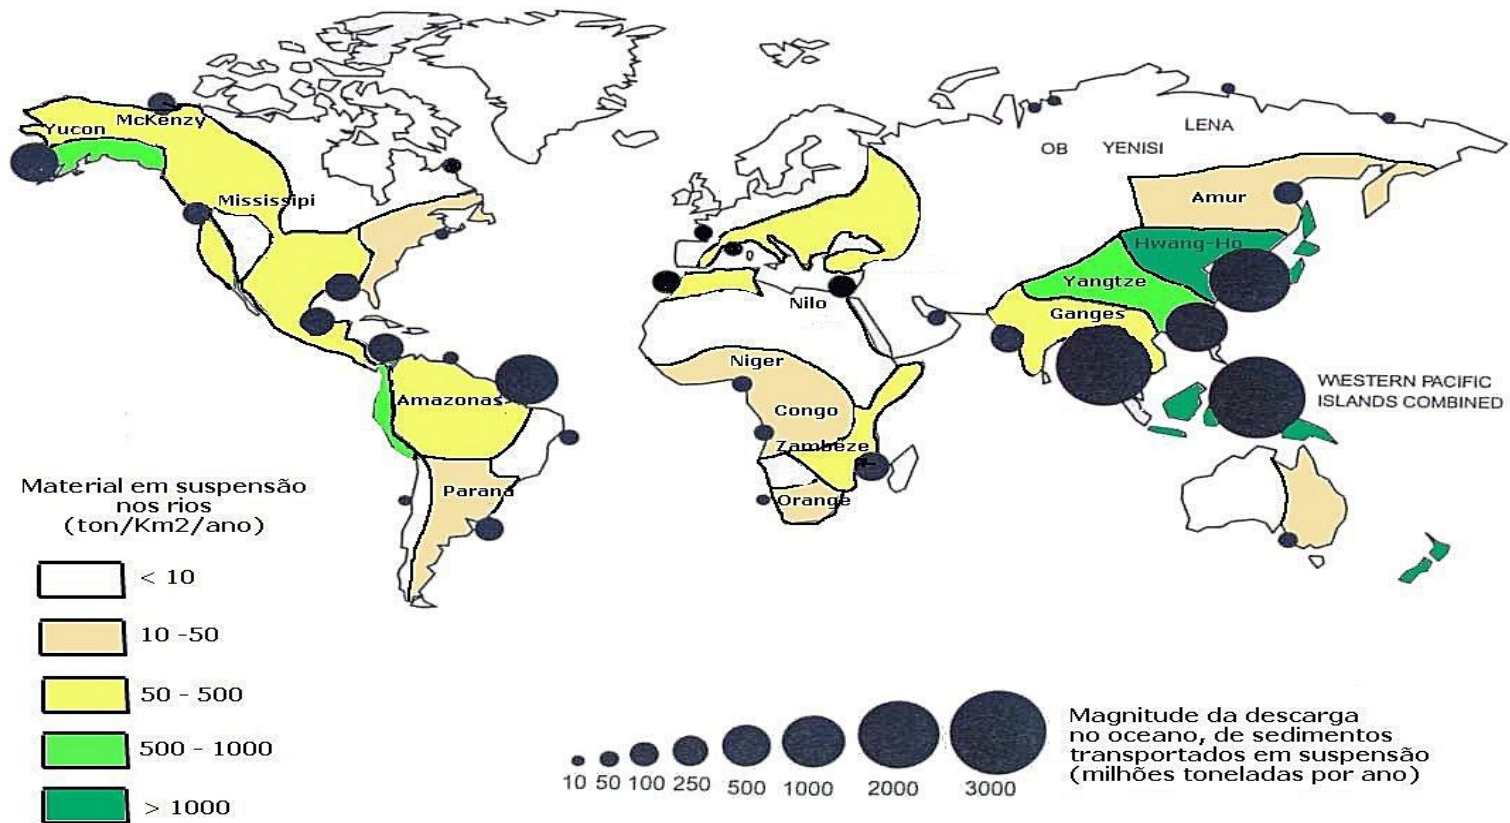 McKenzy
Yucon
Mississipi
LENA
OB
YENISI
Amur
Hwang-Ho
Yangtze
Nilo
Ganges
Niger
Amazonas
Congo
WESTERN PACIFIC
ISLANDS COMBINED
Zambeze
Paraná
Orange
Material em suspensão
nos rios
(ton/Km2/ano)
< 10
10 -50
50 - 500
500 - 1000
> 1000
10 50 100 250 500 1000 2000 3000
Magnitude da descarga
no oceano, de sedimentos
transportados em suspensão
(milhões toneladas por ano)